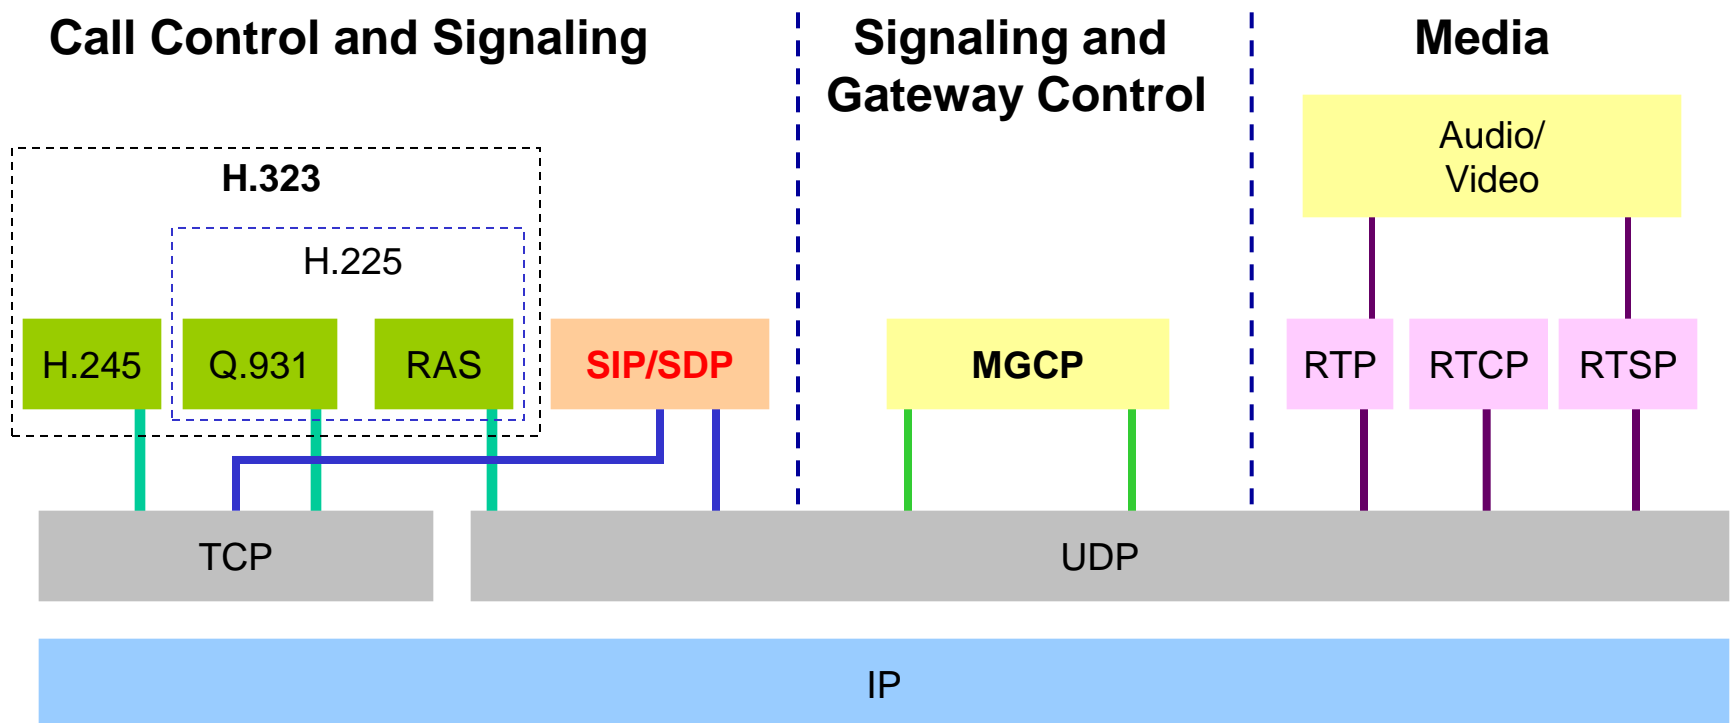 Call Control and Signaling
Signaling and
Gateway Control
Media
Audio/
Video
H.323
H.225
H.245
Q.931
RAS
SIP/SDP
MGCP
RTP
RTCP
RTSP
TCP
UDP
IP